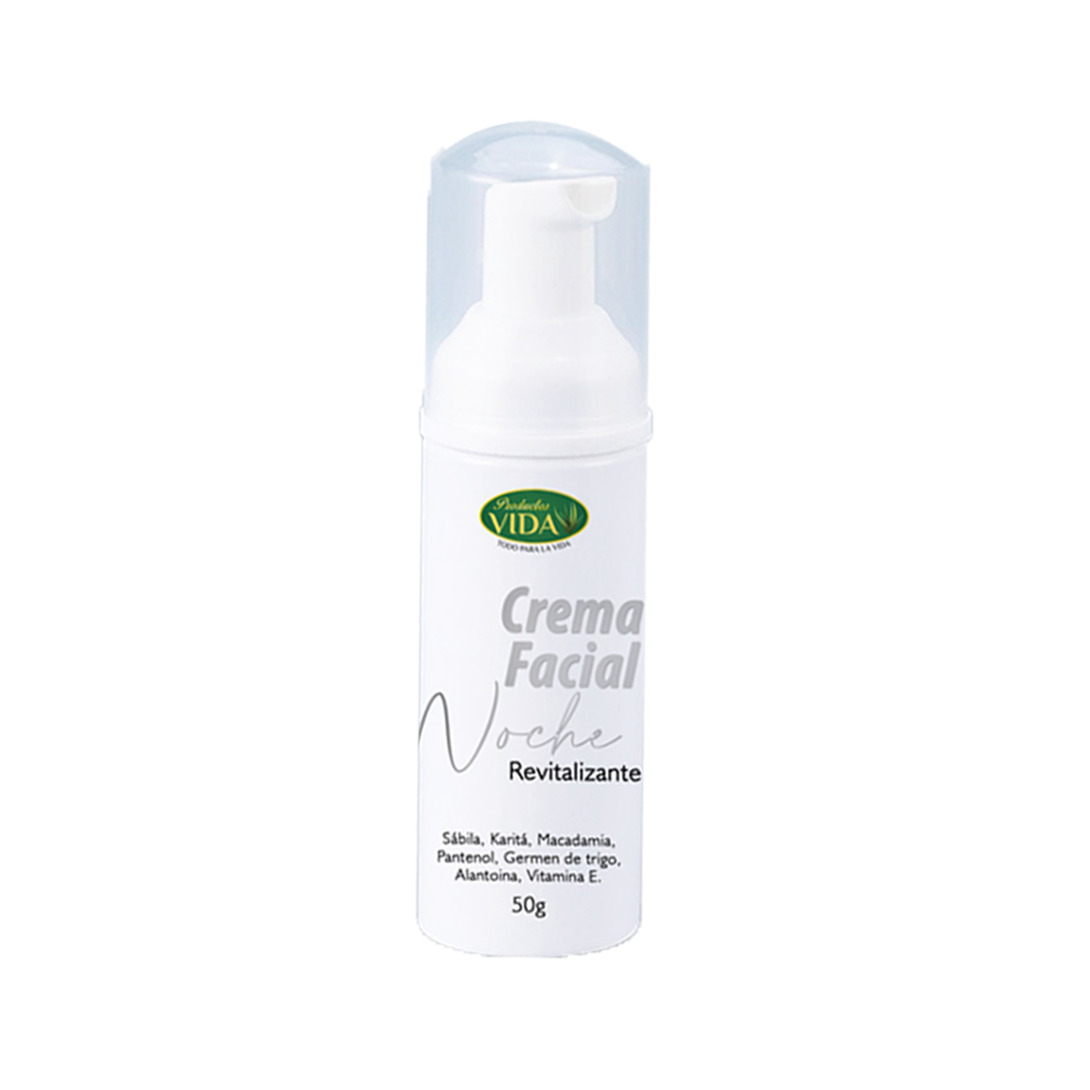 Productos
VIDA
TODO PARA LA VIDA
Crema
Facial
Noche
Revitalizante
Sábila, Karitá, Macadamia,
Pantenol, Germen de trigo,
Alantoina, Vitamina E.
50g